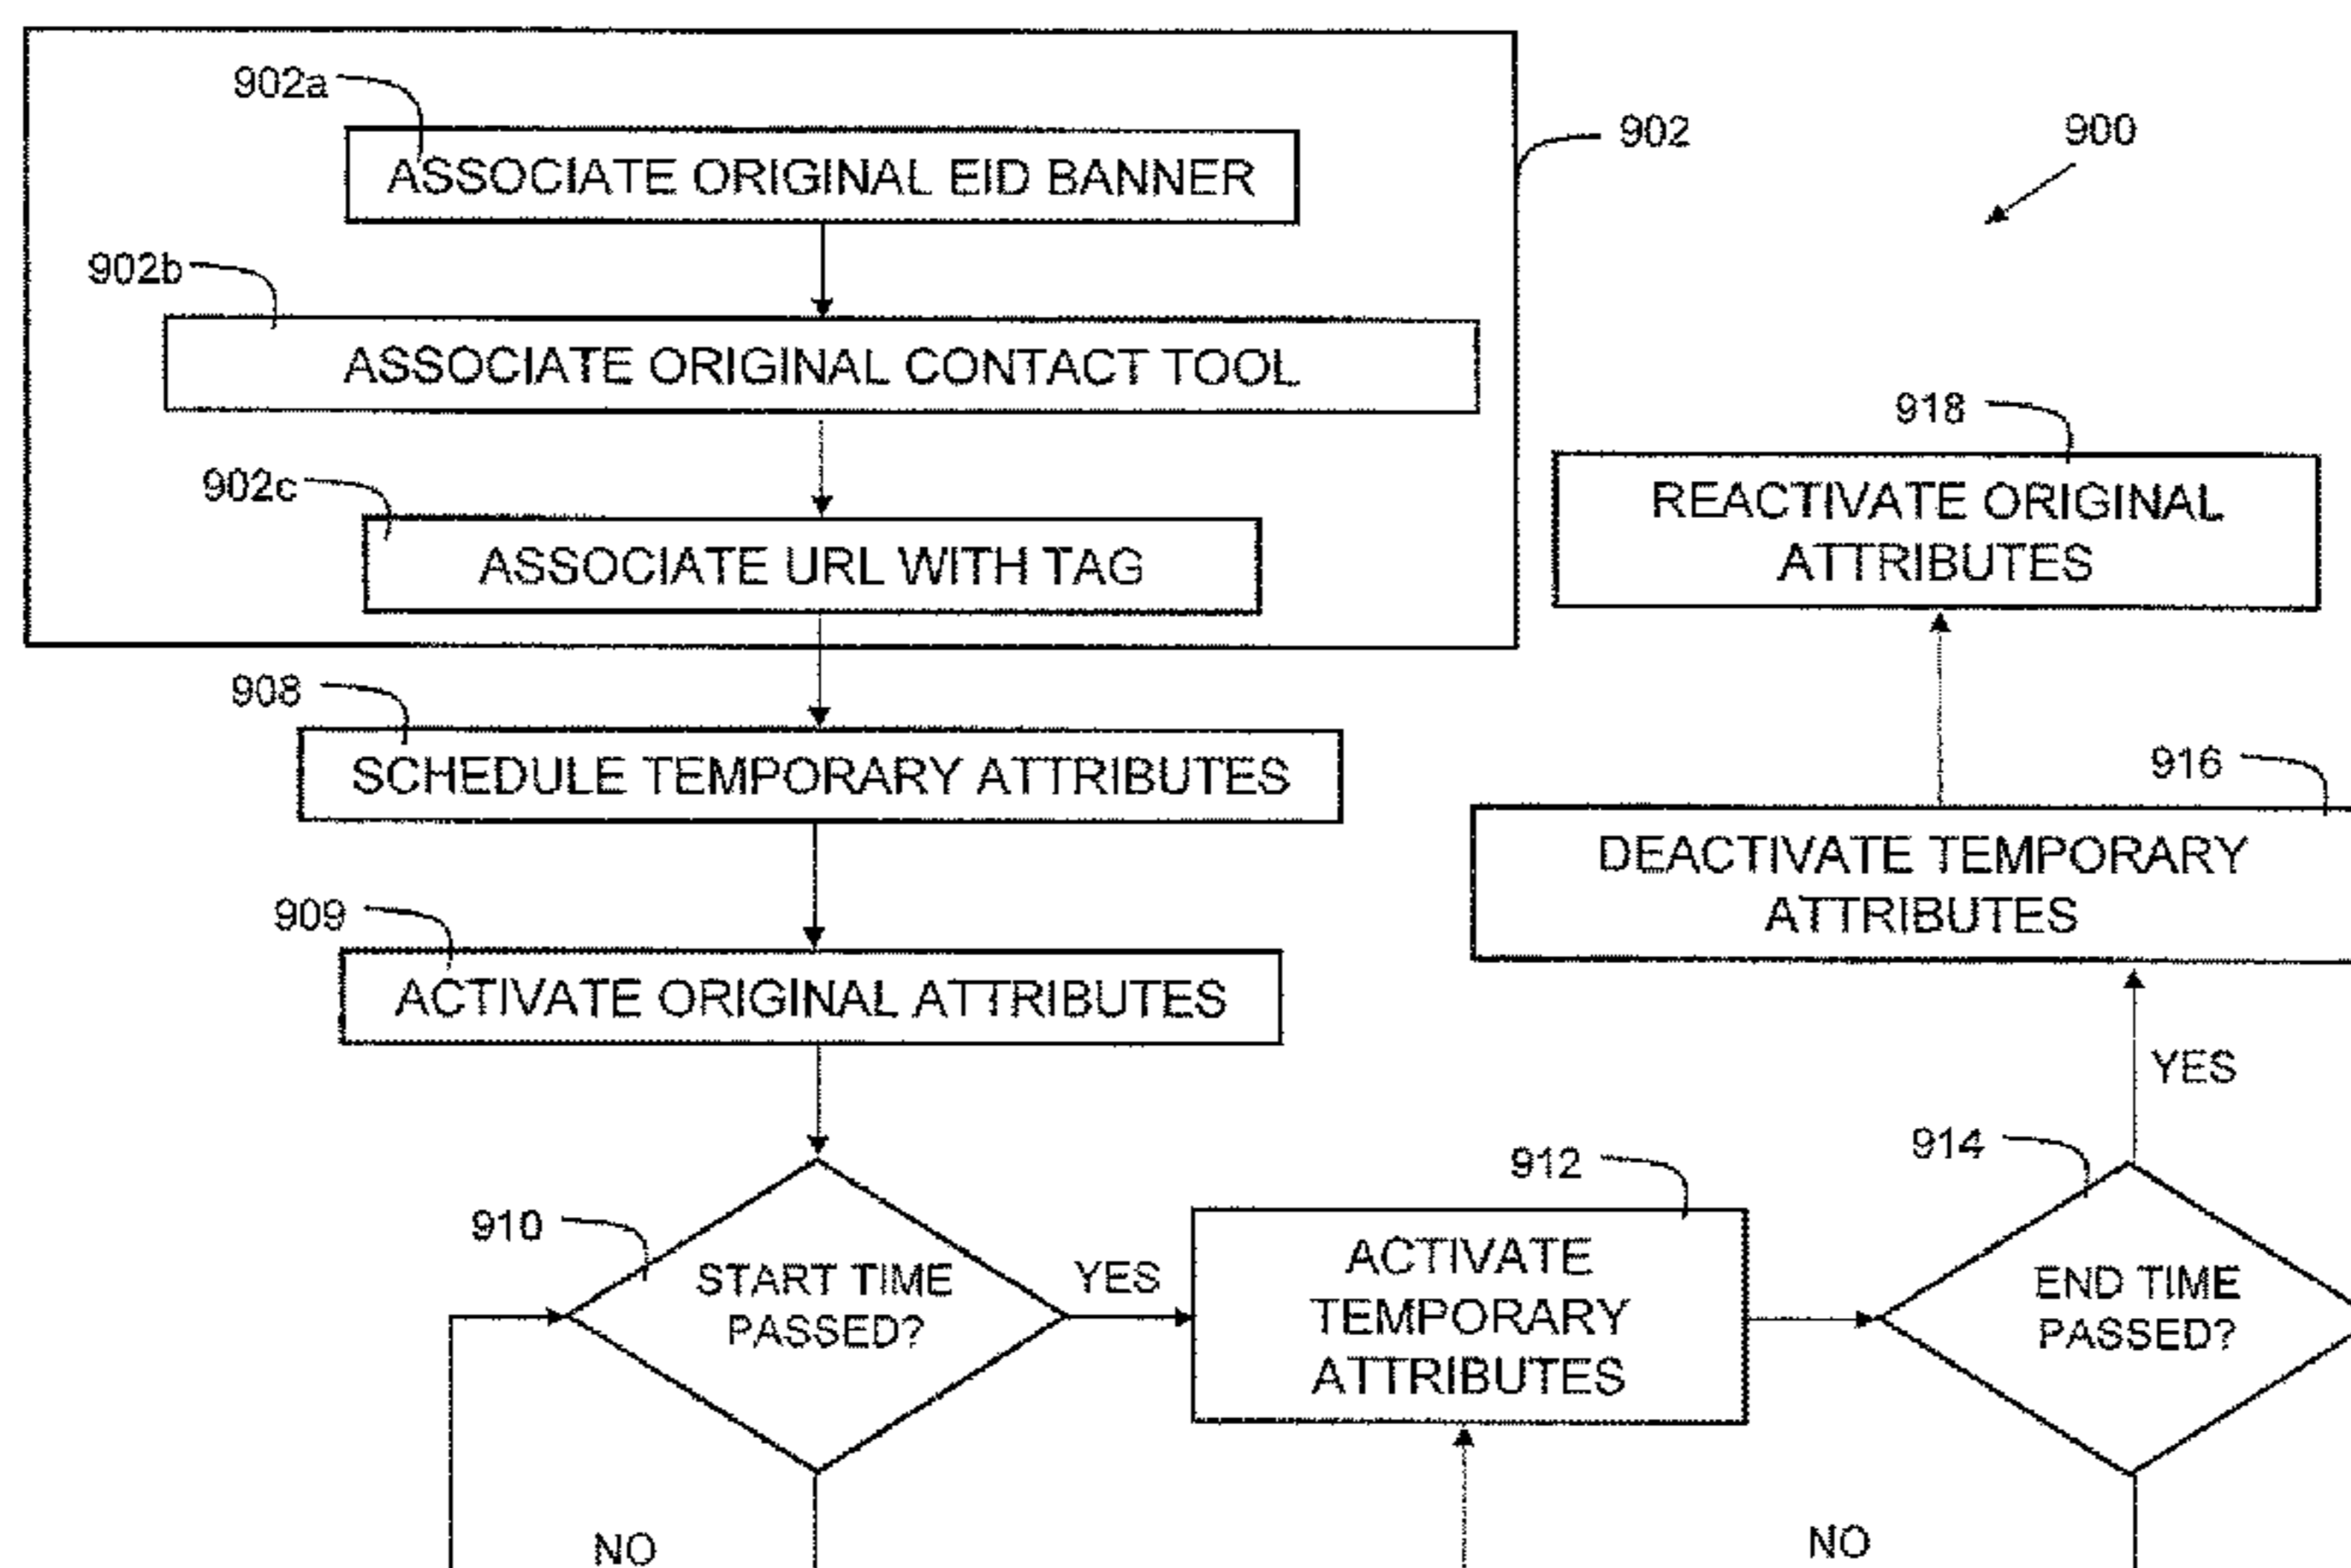 902a
ASSOCIATE ORIGINAL EID BANNER
902
900
902b
ASSOCIATE ORIGINAL CONTACT TOOL
902c
ASSOCIATE URL WITH TAG
918
REACTIVATE ORIGINAL
ATTRIBUTES
908
SCHEDULE TEMPORARY ATTRIBUTES
916
DEACTIVATE TEMPORARY
ATTRIBUTES
909
ACTIVATE ORIGINAL ATTRIBUTES
YES
910
START TIME
PASSED?
YES
912
ACTIVATE
TEMPORARY
ATTRIBUTES
914
END TIME
PASSED?
NO
NO